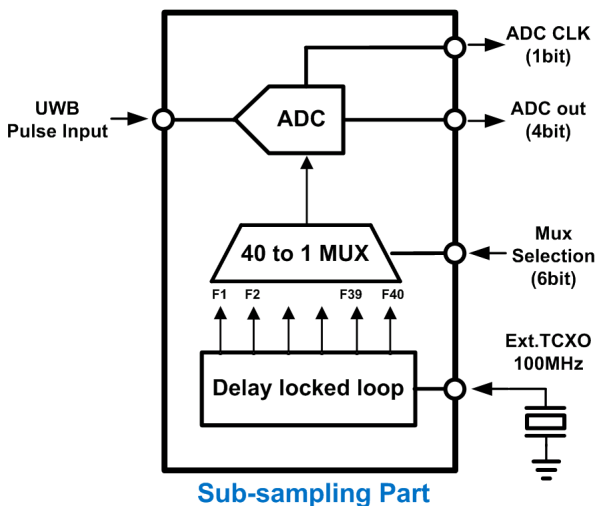 ADC CLK
(1bit)
UWB
Pulse Input
ADC
ADC out
(4bit)
40 to 1 MUX
Mux
Selection
(6bit)
F1 F2 F39 F40
Ext.TCXO
100MHz
Delay locked loop
Sub-sampling Part